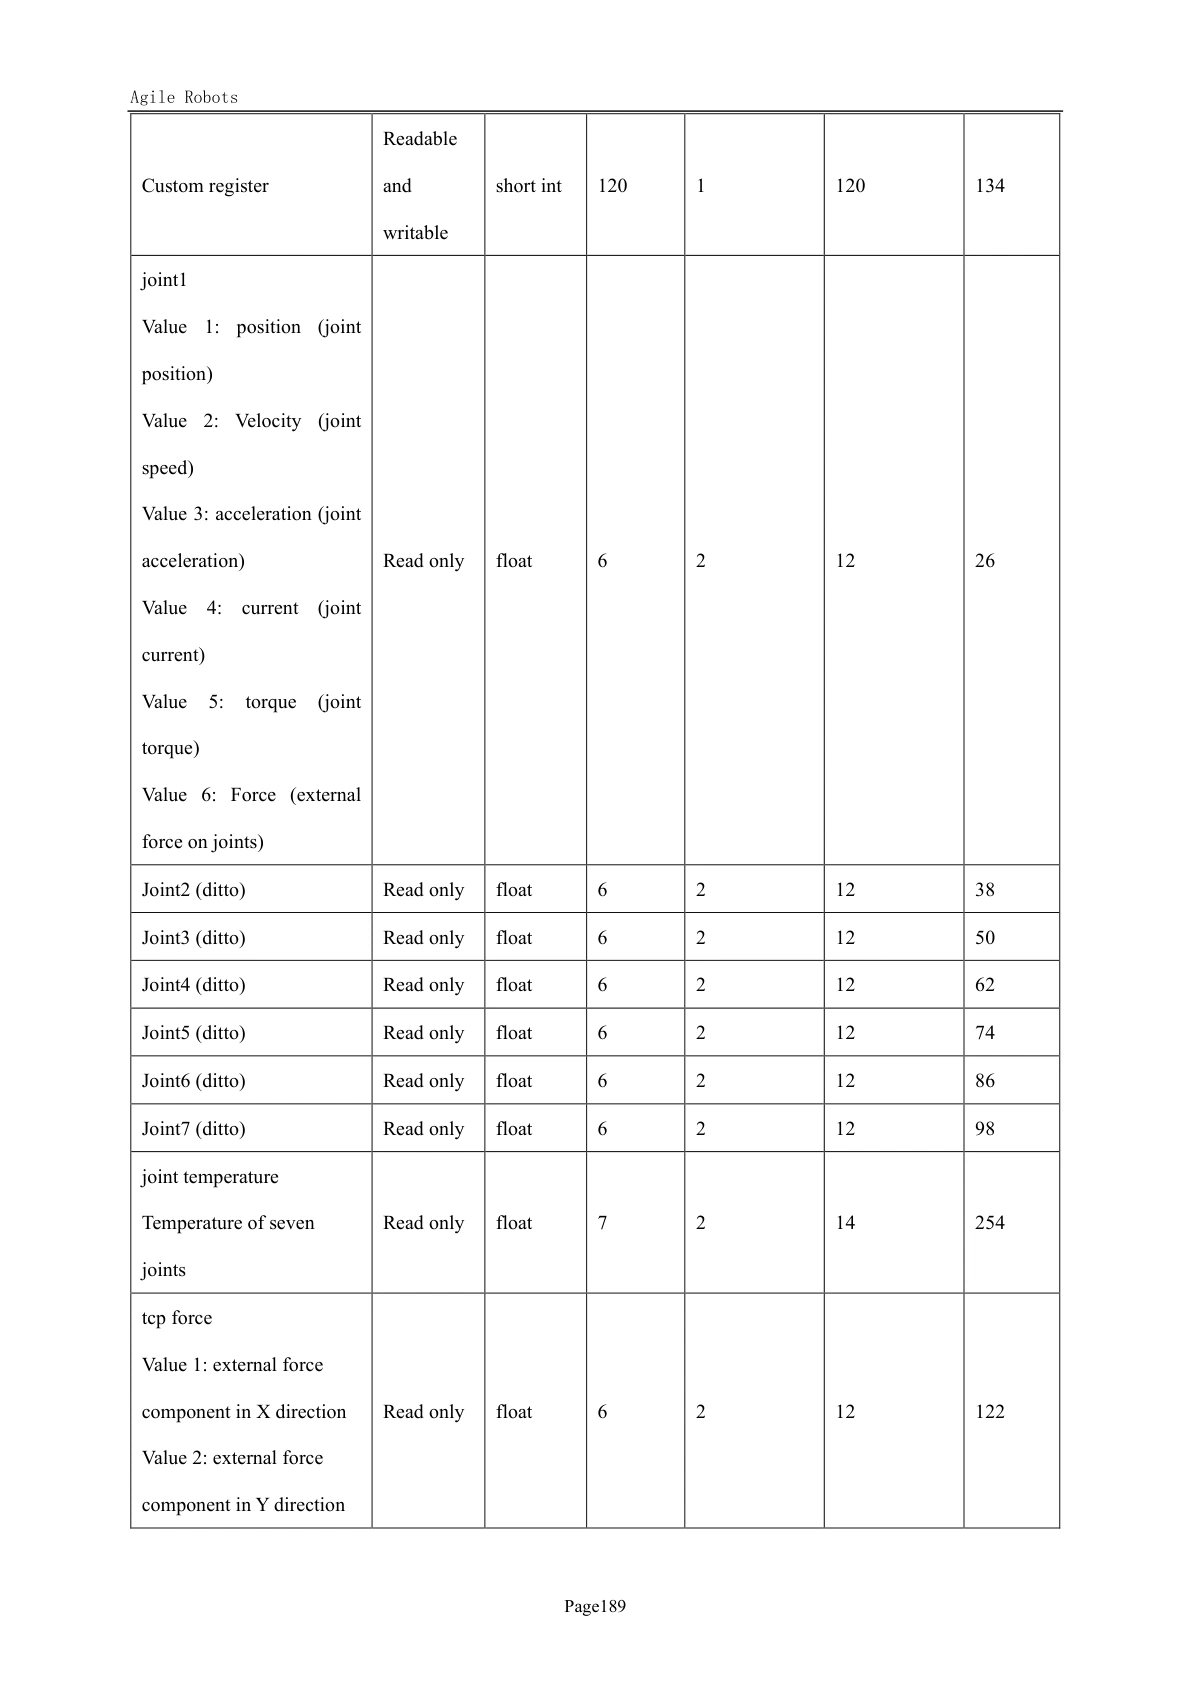 Agile Robots
Custom register
Readable
and
writable
short int
120
1
120
134
joint1
Value 1: position (joint
position)
Value 2: Velocity (joint
speed)
Value 3: acceleration (joint
acceleration)
Value 4: current (joint
current)
Value 5: torque (joint
torque)
Value 6: Force (external
force on joints)
Read only
float
6
2
12
26
Joint2 (ditto) Read only float 6 2 12 38
Joint3 (ditto) Read only float 6 2 12 50
Joint4 (ditto) Read only float 6 2 12 62
Joint5 (ditto) Read only float 6 2 12 74
Joint6 (ditto) Read only float 6 2 12 86
Joint7 (ditto) Read only float 6 2 12 98
joint temperature
Temperature of seven
joints
Read only
float
7
2
14
254
tcp force
Value 1: external force
component in X direction
Value 2: external force
component in Y direction
Read only
float
6
2
12
122
Page189